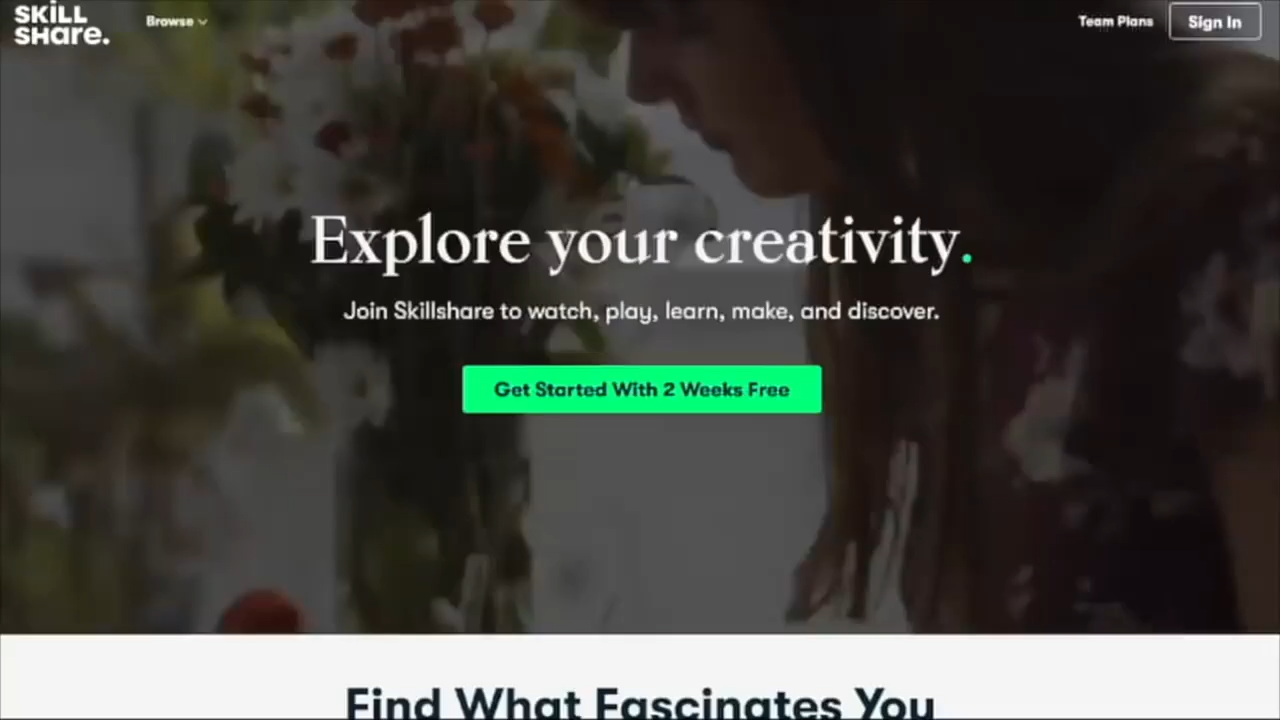 SKiLL
SHare.
Browse
Team Plans
Sign In
Explore your creativity.
Join Skillshare to watch, play, learn, make, and discover.
Get Started With 2 Weeks Free
Find What Fascinates You